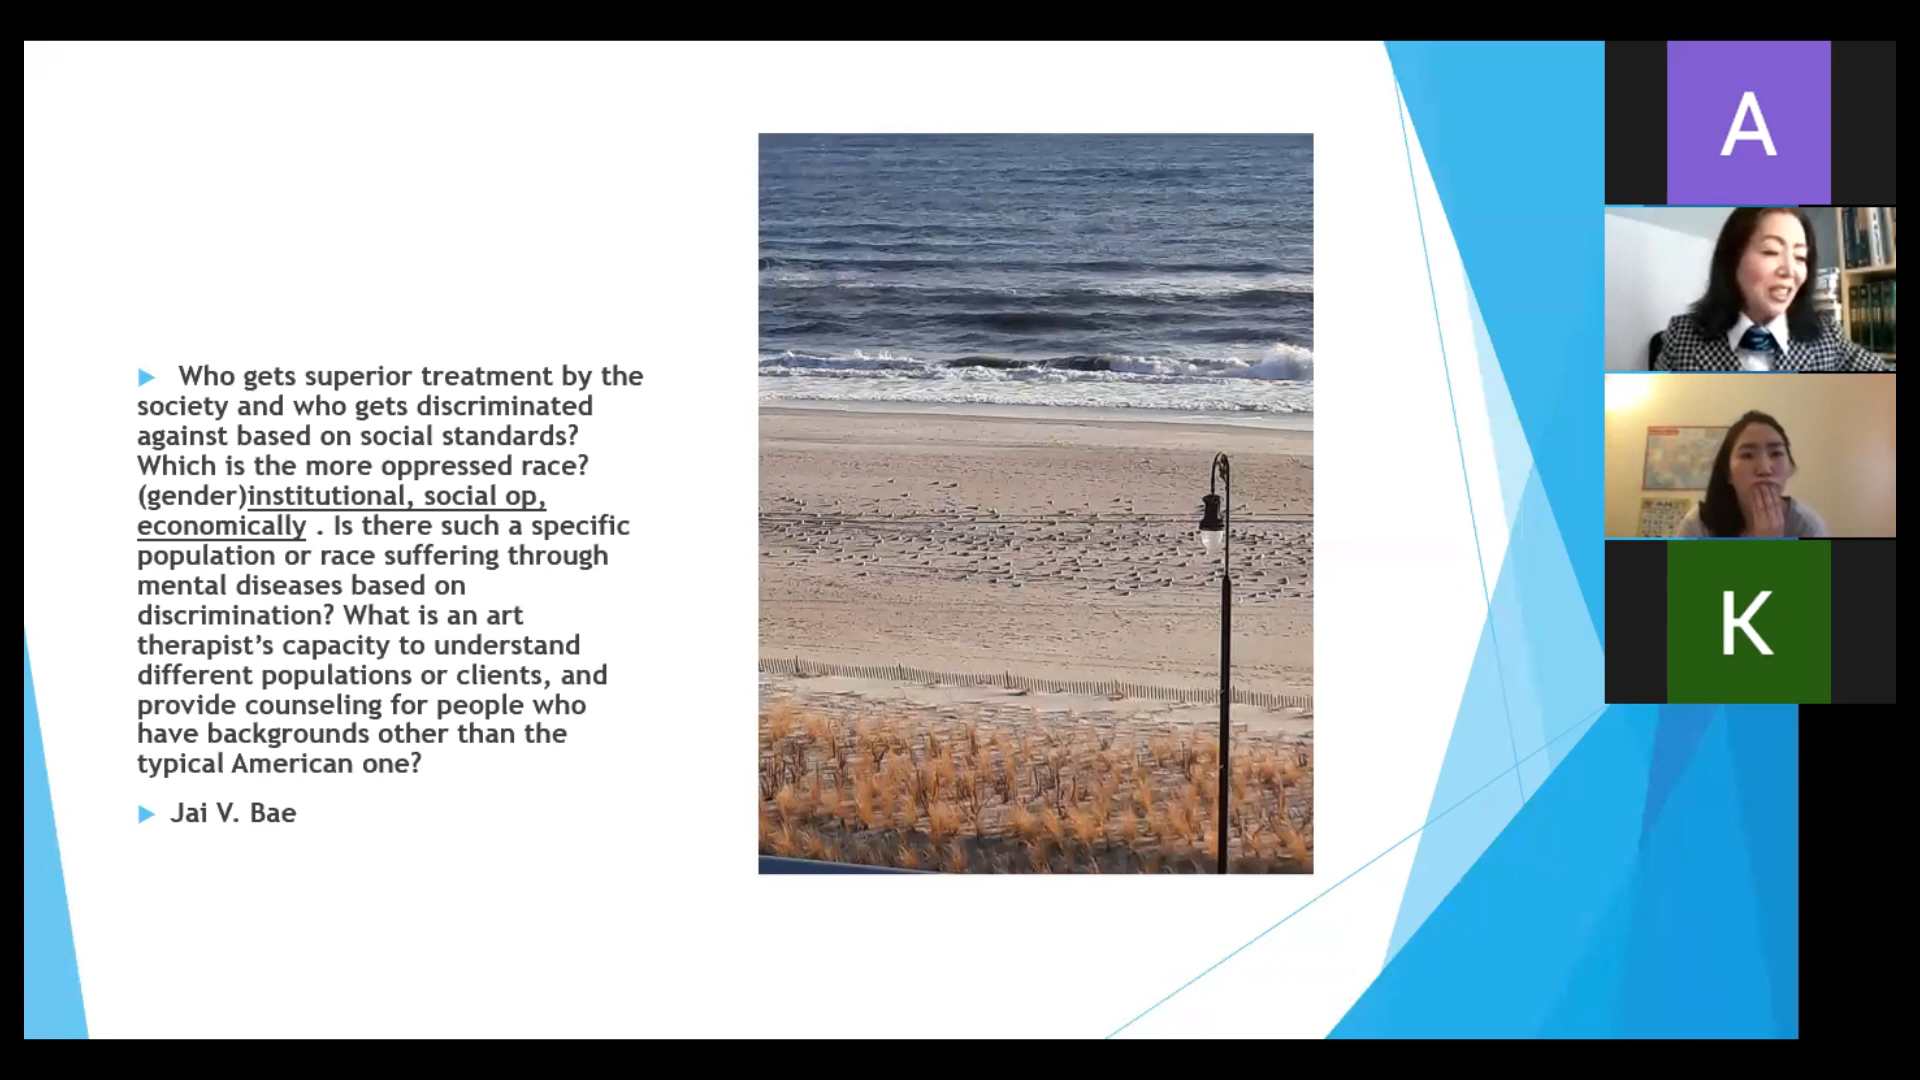 Who gets superior treatment by the
society and who gets discriminated
against based on social standards?
Which is the more oppressed race?
(gender)institutional, social op,
economically . Is there such a specific
population or race suffering through
mental diseases based on
discrimination? What is an art
therapist’s capacity to understand
different populations or clients, and
provide counseling for people who
have backgrounds other than the
typical American one?
Jai V. Bae
A
K